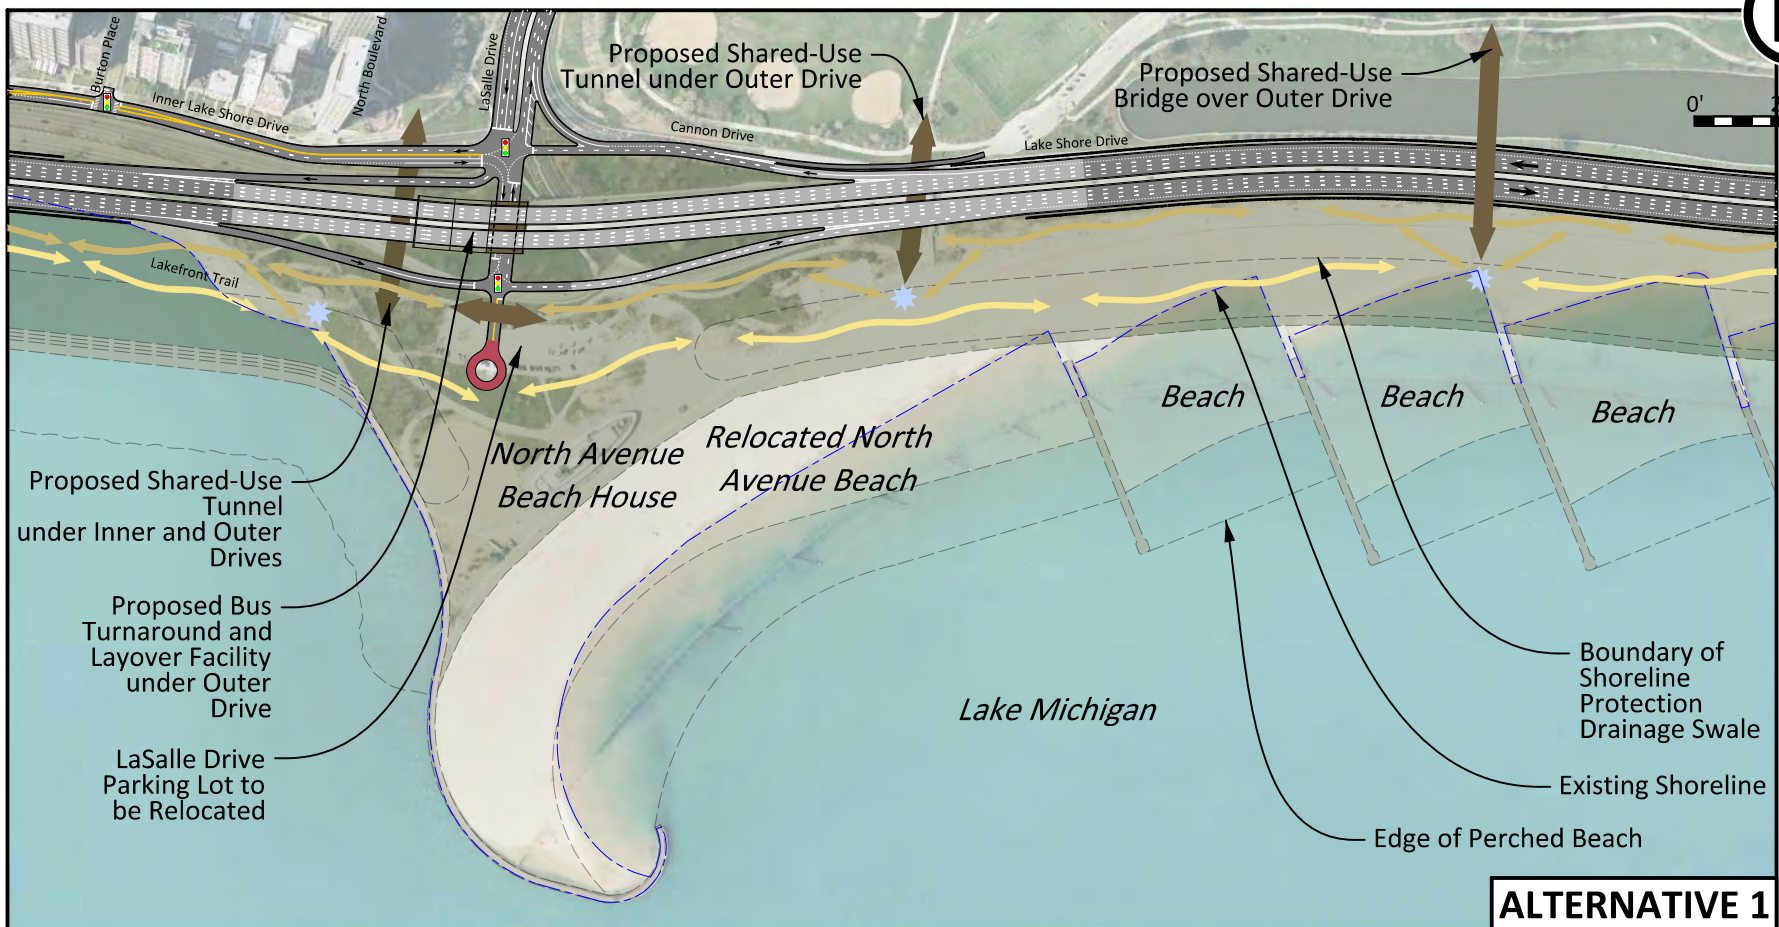 Burton Place
Inner Lake Shore Drive
North Boulevard
LaSalle Drive
Proposed Shared-Use
Tunnel under Outer Drive
Cannon Drive
Lake Shore Drive
Proposed Shared-Use
Bridge over Outer Drive
0'
Lakefront Trail
Proposed Shared-Use
Tunnel
under Inner and Outer
Drives
Proposed Bus
Turnaround and
Layover Facility
under Outer
Drive
LaSalle Drive
Parking Lot to
be Relocated
North Avenue
Beach House
Relocated North
Avenue Beach
Beach
Beach
Beach
Lake Michigan
Boundary of
Shoreline
Protection
Drainage Swale
Existing Shoreline
Edge of Perched Beach
ALTERNATIVE 1